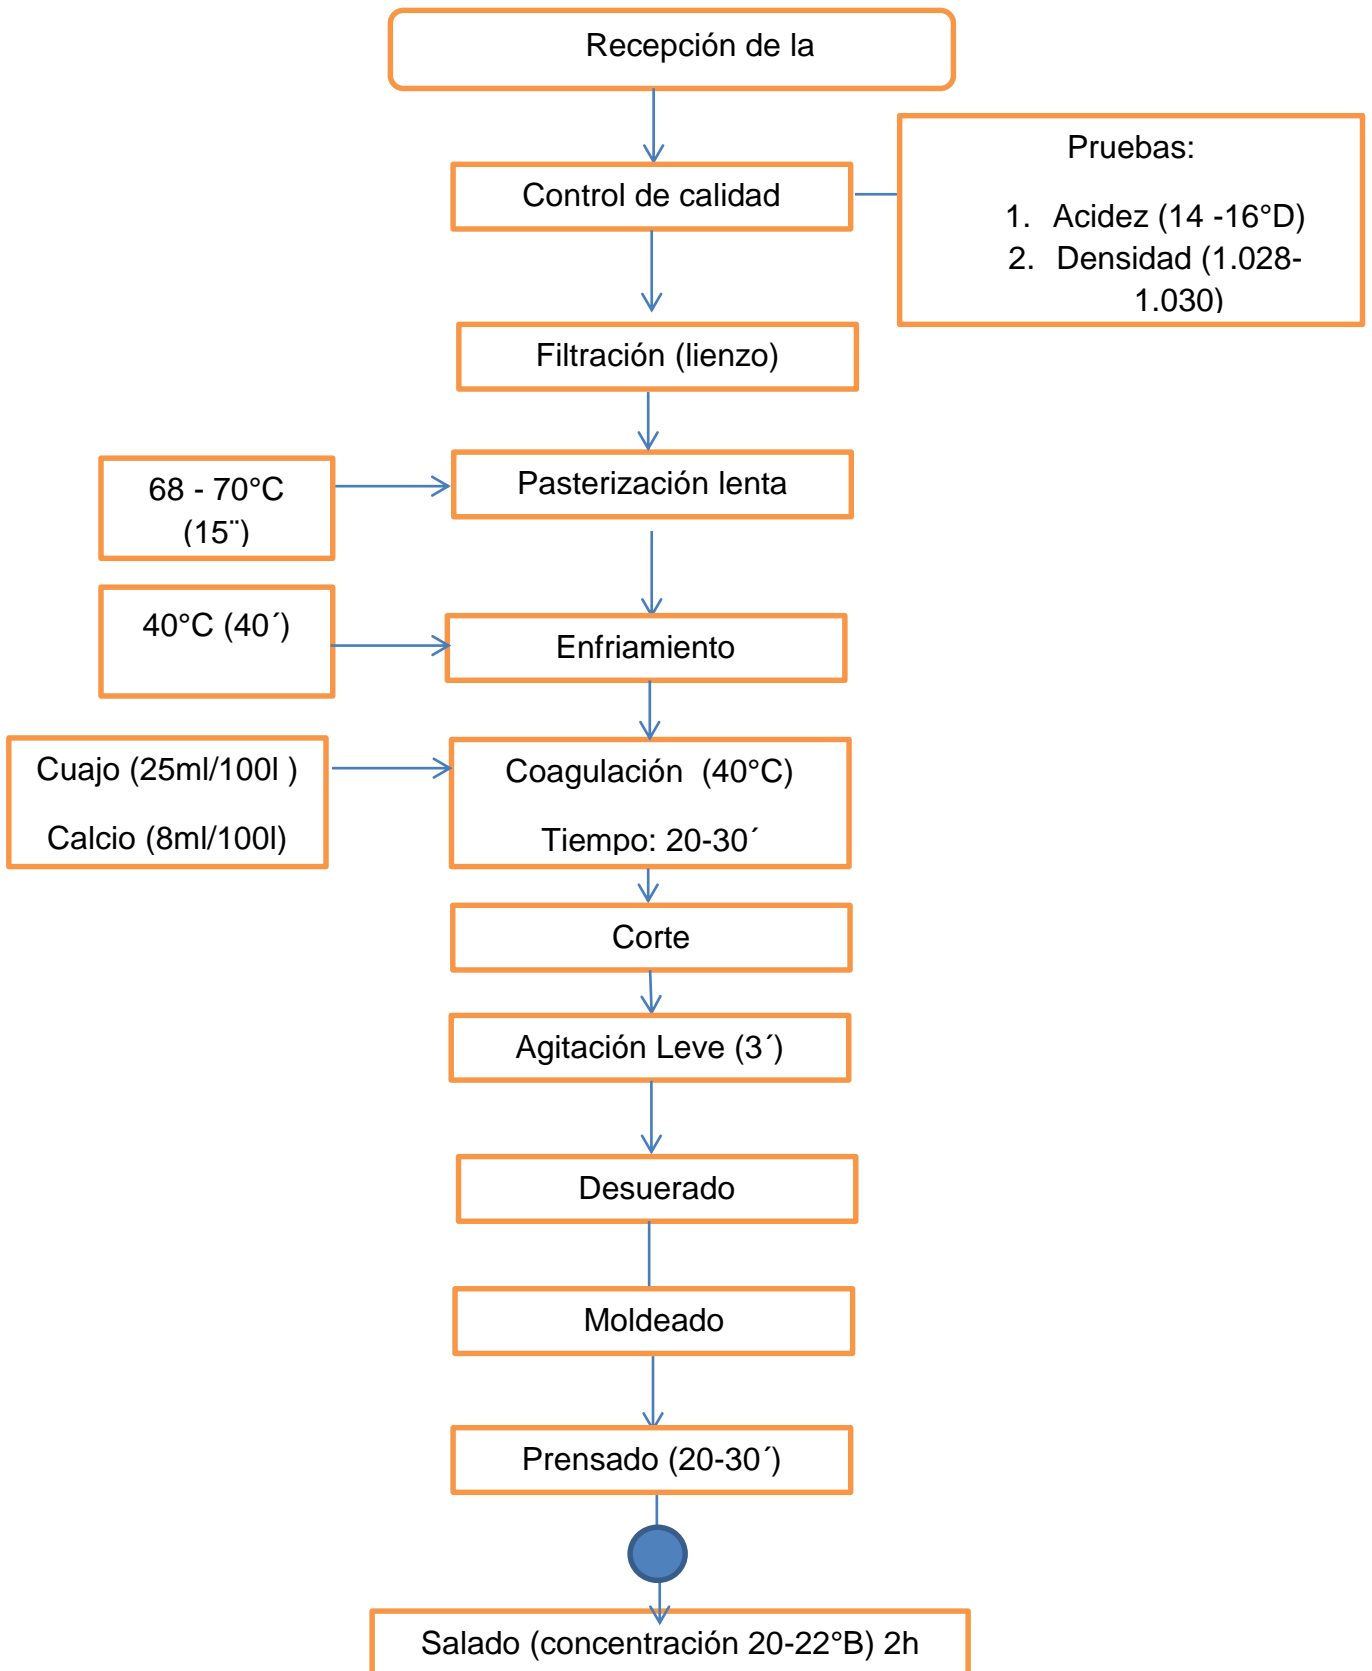 Recepción de la
Control de calidad
Pruebas:
1. Acidez (14 -16°D)
2. Densidad (1.028-
1.030)
Filtración (lienzo)
68 - 70°C
(15¨)
Pasterización lenta
40°C (40´)
Enfriamiento
Cuajo (25ml/100l )
Calcio (8ml/100l)
Coagulación (40°C)
Tiempo: 20-30´
Corte
Agitación Leve (3´)
Desuerado
Moldeado
Prensado (20-30´)
Salado (concentración 20-22°B) 2h